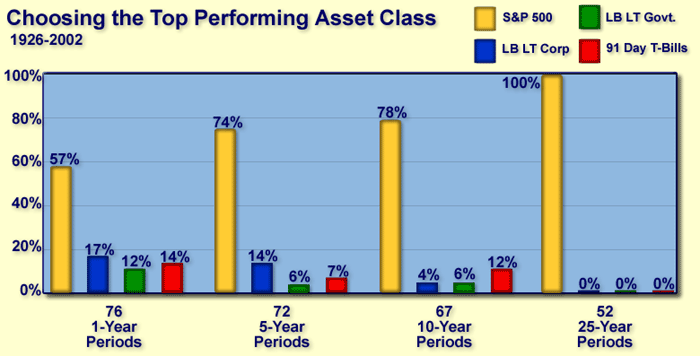 Choosing the Top Performing Asset Class
1926-2002
S&P 500
LB LT Govt.
LB LT Corp
91 Day T-Bills
100%
80%
60%
40%
20%
0%
57%
17%
12%
14%
74%
14%
6%
7%
78%
4%
6%
12%
100%
0%
0%
0%
76
1-Year
Periods
72
5-Year
Periods
67
10-Year
Periods
52
25-Year
Periods